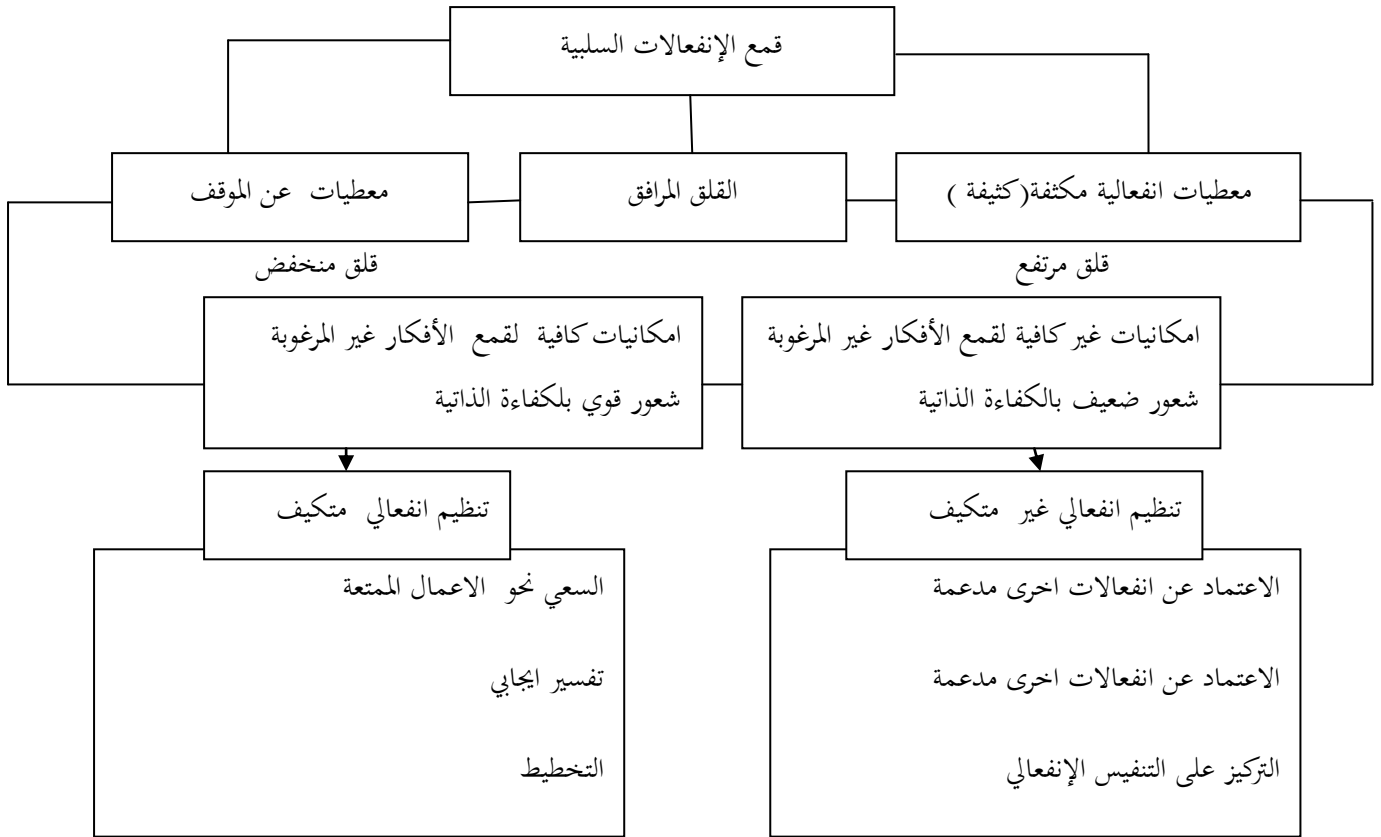 قمع الإنفعالات السلبية
معطيات انفعالية مكثفة(كثيفة )
القلق المرافق
معطيات عن الموقف
قلق مرتفع
قلق منخفض
امكانيات غير كافية لقمع الأفكار غير المرغوبة
شعور ضعيف بالكفاءة الذاتية
امكانيات كافية لقمع الأفكار غير المرغوبة
شعور قوي بلكفاءة الذاتية
تنظيم انفعالي غير متكيف
تنظيم انفعالي متكيف
الاعتماد عن انفعالات اخرى مدعمة
الاعتماد عن انفعالات اخرى مدعمة
التركيز على التنفيس الإنفعالي
السعي نحو الاعمال الممتعة
تفسير ايجابي
التخطيط